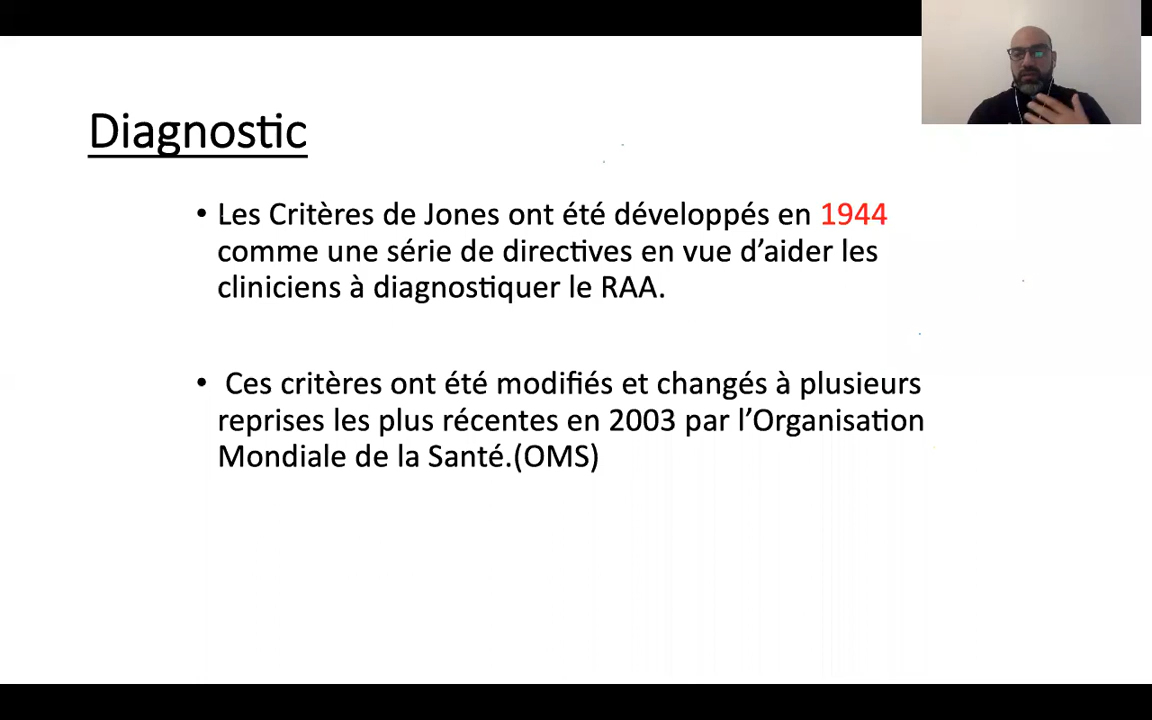 Diagnostic
• Les Critères de Jones ont été développés en 1944
comme une série de directives en vue d’aider les
cliniciens à diagnostiquer le RAA.
• Ces critères ont été modifiés et changés à plusieurs
reprises les plus récentes en 2003 par l’Organisation
Mondiale de la Santé.(OMS)